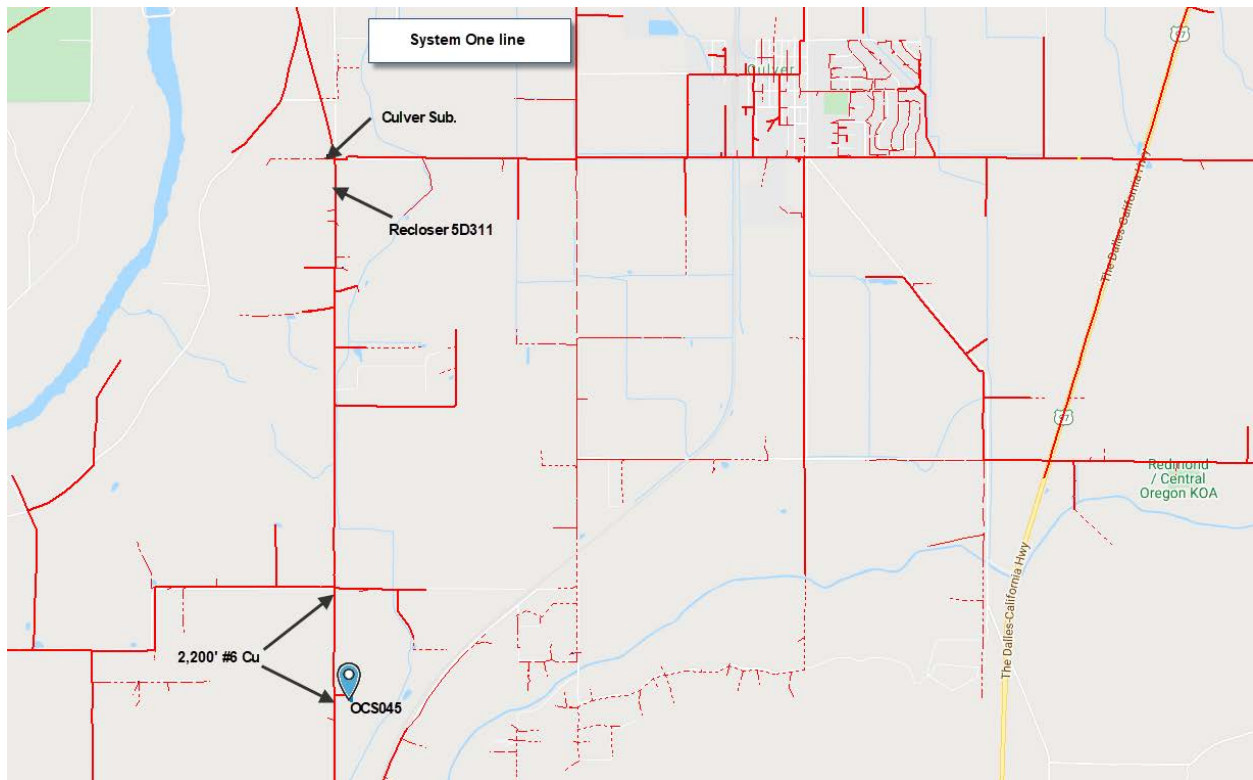 System One line
97
Culver
Culver Sub.
Recloser 5D311
The Dalles-California Hwy
97
Redmond
/ Central
Oregon KOA
2,200' #6 Cu
OCS045
The Dalles-California Hwy